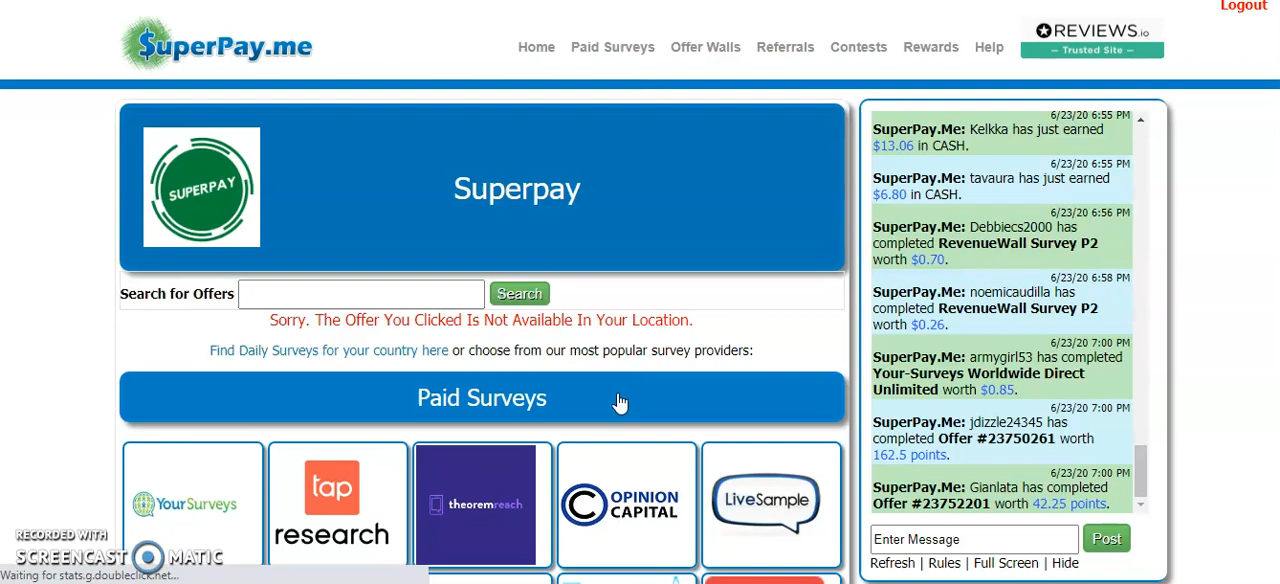 Logout
$uperPay.me
Home Paid Surveys Offer Walls Referrals Contests Rewards Help
REVIEWS.io
– Trusted Site –
SUPERPAY
Superpay
Search for Offers Search
Sorry. The Offer You Clicked Is Not Available In Your Location.
Find Daily Surveys for your country here or choose from our most popular survey providers:
Paid Surveys
YourSurveys
tap
research
theoremreach
OPINION
CAPITAL
LiveSample
6/23/20 6:55 PM
SuperPay.Me: Kelkka has just earned
$13.06 in CASH.
6/23/20 6:55 PM
SuperPay.Me: tavaura has just earned
$6.80 in CASH.
6/23/20 6:56 PM
SuperPay.Me: Debbiecs2000 has
completed RevenueWall Survey P2
worth $0.70.
6/23/20 6:58 PM
SuperPay.Me: noemicaudilla has
completed RevenueWall Survey P2
worth $0.26.
6/23/20 7:00 PM
SuperPay.Me: armygirl53 has completed
Your-Surveys Worldwide Direct
Unlimited worth $0.85.
6/23/20 7:00 PM
SuperPay.Me: jdizzle24345 has
completed Offer #23750261 worth
162.5 points.
6/23/20 7:00 PM
SuperPay.Me: Gianlata has completed
Offer #23752201 worth 42.25 points.
Enter Message Post
Refresh | Rules | Full Screen | Hide
RECORDED WITH
SCREENCAST MATIC
Waiting for stats.g.doubleclick.net...